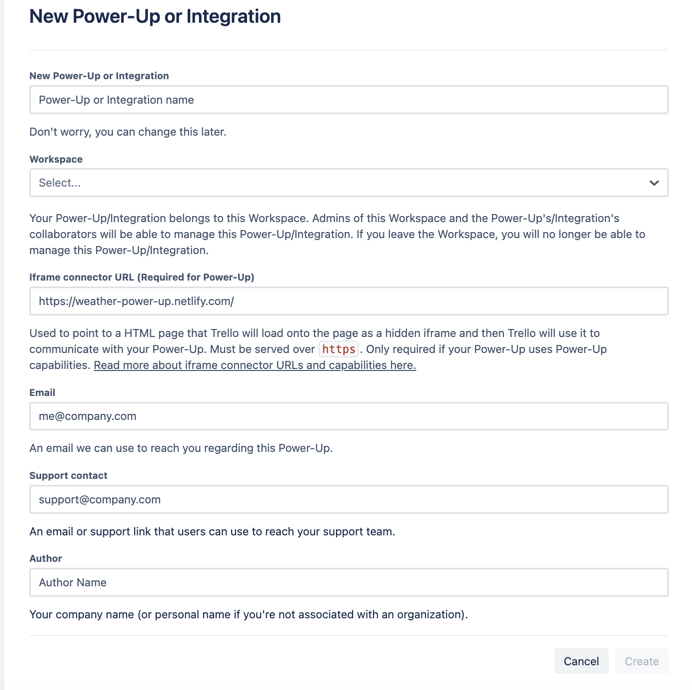 New Power-Up or Integration
New Power-Up or Integration
Power-Up or Integration name
Don't worry, you can change this later.
Workspace
Select...
Your Power-Up/Integration belongs to this Workspace. Admins of this Workspace and the Power-Up's/Integration's
collaborators will be able to manage this Power-Up/Integration. If you leave the Workspace, you will no longer be able to
manage this Power-Up/Integration.
Iframe connector URL (Required for Power-Up)
https://weather-power-up.netlify.com/
Used to point to a HTML page that Trello will load onto the page as a hidden iframe and then Trello will use it to
communicate with your Power-Up. Must be served over https. Only required if your Power-Up uses Power-Up
capabilities. Read more about iframe connector URLs and capabilities here.
Email
me@company.com
An email we can use to reach you regarding this Power-Up.
Support contact
support@company.com
An email or support link that users can use to reach your support team.
Author
Author Name
Your company name (or personal name if you're not associated with an organization).
Cancel Create